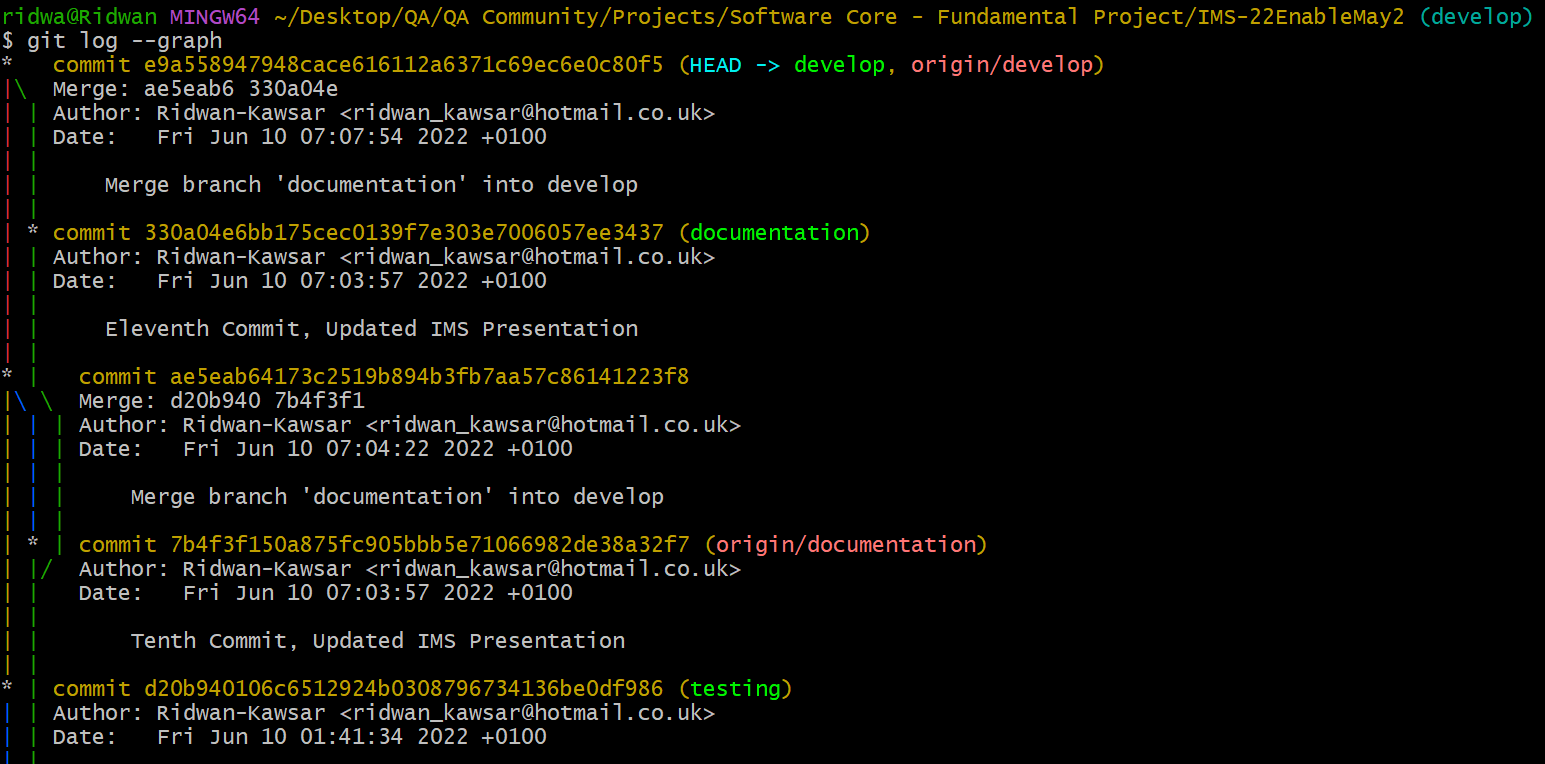 ridwa@Ridwan MINGW64 ~/Desktop/QA/QA Community/Projects/Software Core - Fundamental Project/IMS-22EnableMay2 (develop)
$ git log --graph
*   commit e9a558947948cace616112a6371c69ec6e0c80f5 (HEAD -> develop, origin/develop)
|\  Merge: ae5eab6 330a04e
| | Author: Ridwan-Kawsar <ridwan_kawsar@hotmail.co.uk>
| | Date:   Fri Jun 10 07:07:54 2022 +0100
| |
| |     Merge branch 'documentation' into develop
| |
| * commit 330a04e6bb175cec0139f7e303e7006057ee3437 (documentation)
| | Author: Ridwan-Kawsar <ridwan_kawsar@hotmail.co.uk>
| | Date:   Fri Jun 10 07:03:57 2022 +0100
| |
| |     Eleventh Commit, Updated IMS Presentation
| |
* |   commit ae5eab64173c2519b894b3fb7aa57c86141223f8
|\ \  Merge: d20b940 7b4f3f1
| | | Author: Ridwan-Kawsar <ridwan_kawsar@hotmail.co.uk>
| | | Date:   Fri Jun 10 07:04:22 2022 +0100
| | |
| | |     Merge branch 'documentation' into develop
| | |
| * | commit 7b4f3f150a875fc905bbb5e71066982de38a32f7 (origin/documentation)
| |/  Author: Ridwan-Kawsar <ridwan_kawsar@hotmail.co.uk>
| |   Date:   Fri Jun 10 07:03:57 2022 +0100
| |
| |       Tenth Commit, Updated IMS Presentation
| |
* | commit d20b940106c6512924b0308796734136be0df986 (testing)
| | Author: Ridwan-Kawsar <ridwan_kawsar@hotmail.co.uk>
| | Date:   Fri Jun 10 01:41:34 2022 +0100
| |